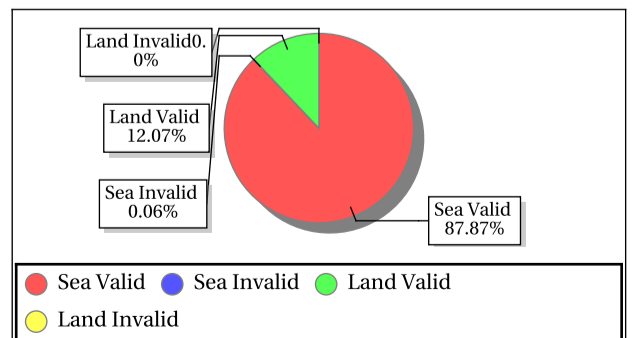 Land Invalid0.
0%
Land Valid
12.07%
Sea Invalid
0.06%
Sea Valid
87.87%
Sea Valid Sea Invalid Land Valid
Land Invalid